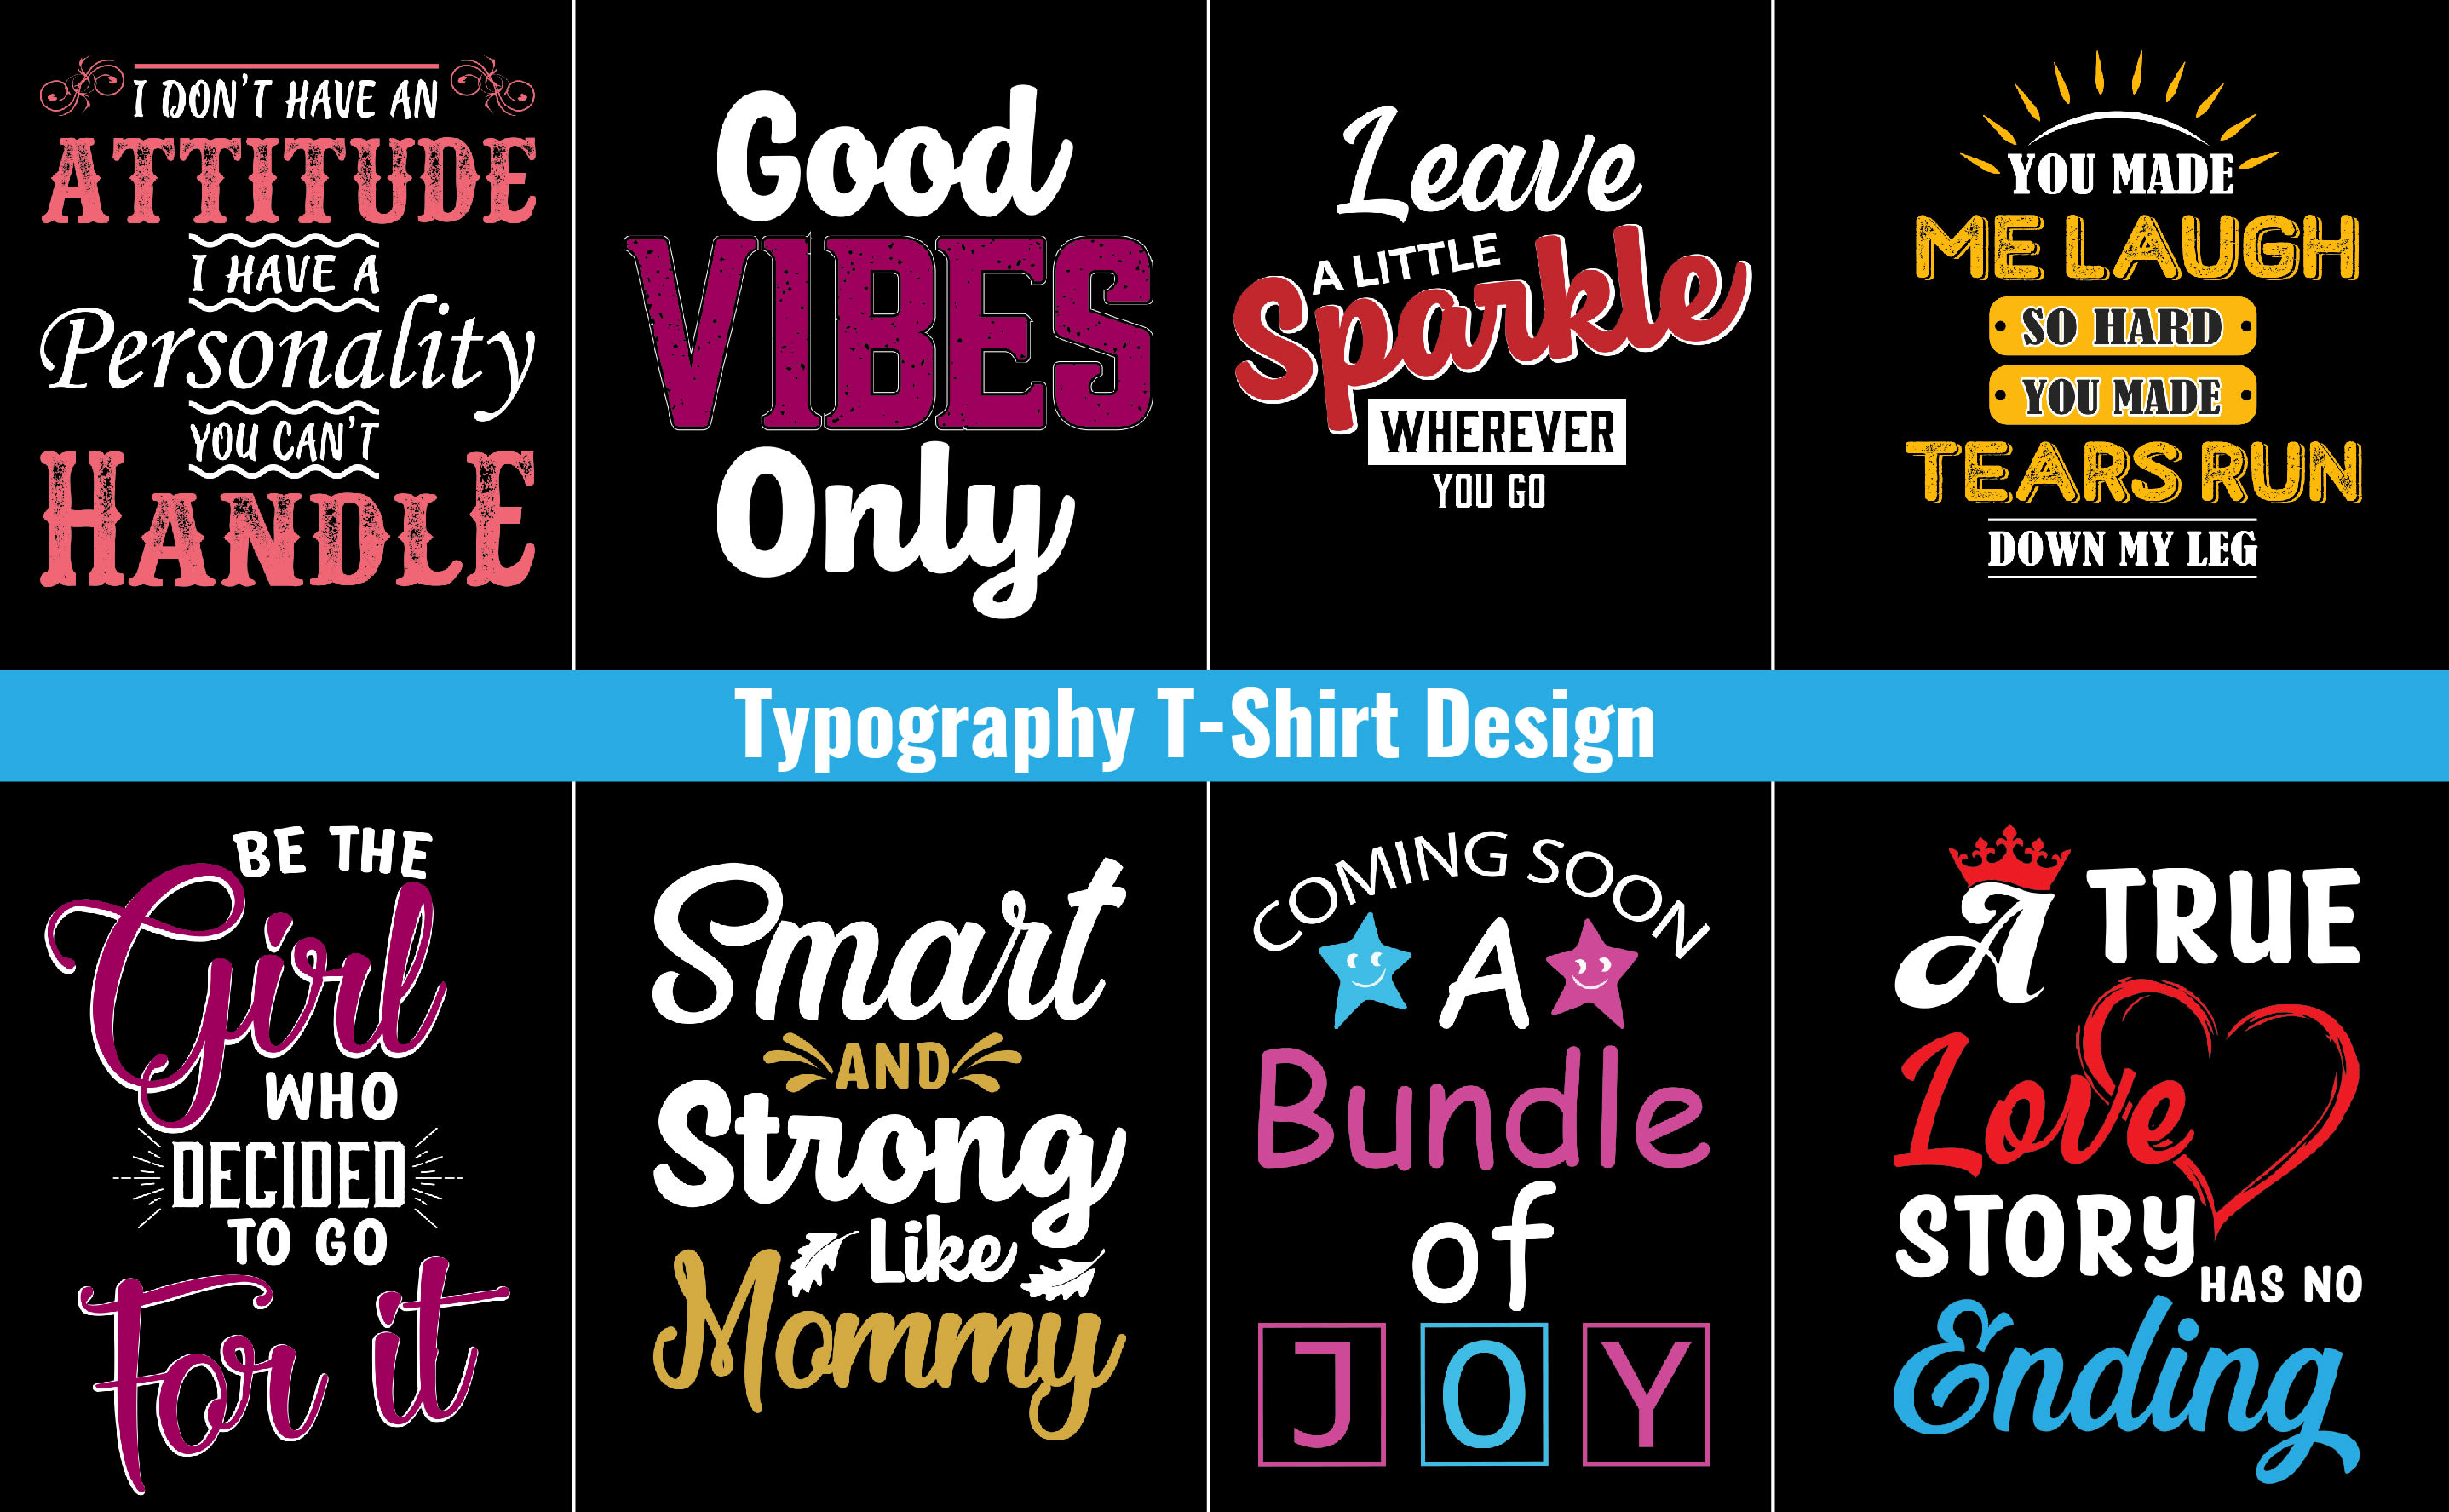 I DON'T HAVE AN
ATTITUDE
I HAVE A
Personality
YOU CAN'T
HANDLE
Good
VIBES
Only
Leave
A LITTLE
Sparkle
WHEREVER
YOU GO
YOU MADE
ME LAUGH
SO HARD
YOU MADE
TEARS RUN
DOWN MY LEG
Typography T-Shirt Design
BE THE
Girl
WHO
DECIDED
TO GO
For it
Smart
AND
Strong
Like
Mommy
COMING SOON
A
Bundle
of
JOY
A TRUE
Love
STORY
HAS NO
Ending